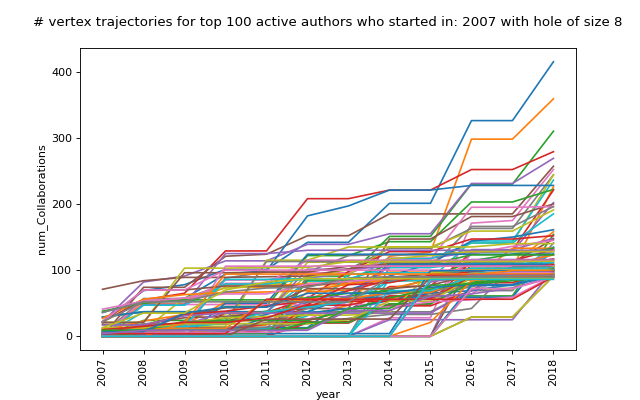 # vertex trajectories for top 100 active authors who started in: 2007 with hole of size 8
400
300
200
100
0
num_Collaborations
2007 2008 2009 2010 2011 2012 2013 2014 2015 2016 2017 2018
year